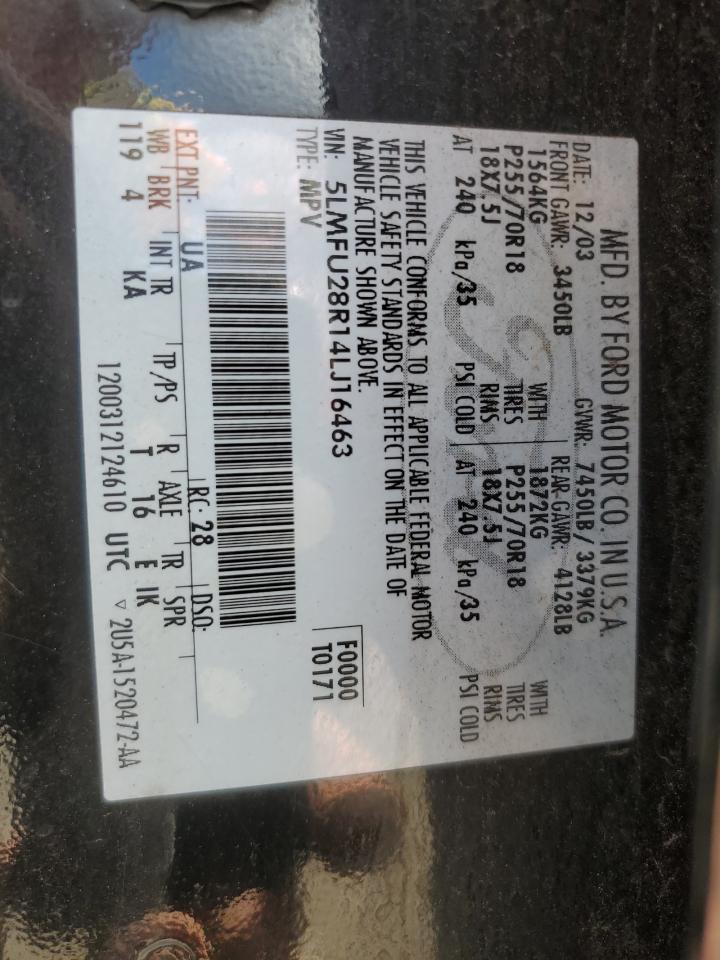 MFD. BY FORD MOTOR CO. IN U.S.A.
DATE: 12/03 GVWR: 7450LB / 3379KG
FRONT GAWR: 3450LB REAR GAWR: 4128LB
1564KG WITH 1872KG WITH
P255/70R18 TIRES P255/70R18 TIRES
18X7.5J RIMS 18X7.5J RIMS
AT 240 kPa/35 PSI COLD AT 240 kPa/35 PSI COLD
THIS VEHICLE CONFORMS TO ALL APPLICABLE FEDERAL MOTOR
VEHICLE SAFETY STANDARDS IN EFFECT ON THE DATE OF
MANUFACTURE SHOWN ABOVE.
VIN: 5LMFU28R14LJ16463 F0000
TYPE: MPV T0171
EXT PNT: UA RC: 28 DSO:
WB BRK INT TR TP/PS R AXLE TR SPR
119 4 KA T 16 E IK
1200312124610 UTC ▽ 2U5A-1520472-AA